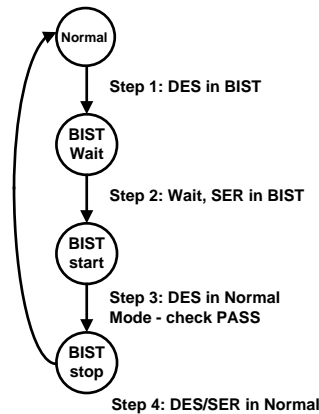 Normal
Step 1: DES in BIST
BIST
Wait
Step 2: Wait, SER in BIST
BIST
start
Step 3: DES in Normal
Mode - check PASS
BIST
stop
Step 4: DES/SER in Normal